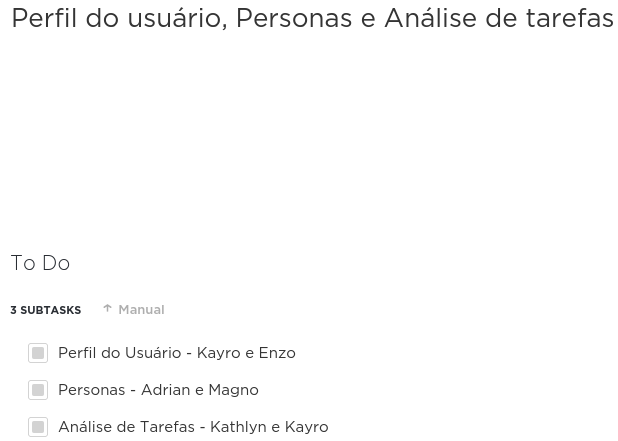 Perfil do usuário, Personas e Análise de tarefas
To Do
3 SUBTASKS ↑ Manual
Perfil do Usuário - Kayro e Enzo
Personas - Adrian e Magno
Análise de Tarefas - Kathlyn e Kayro